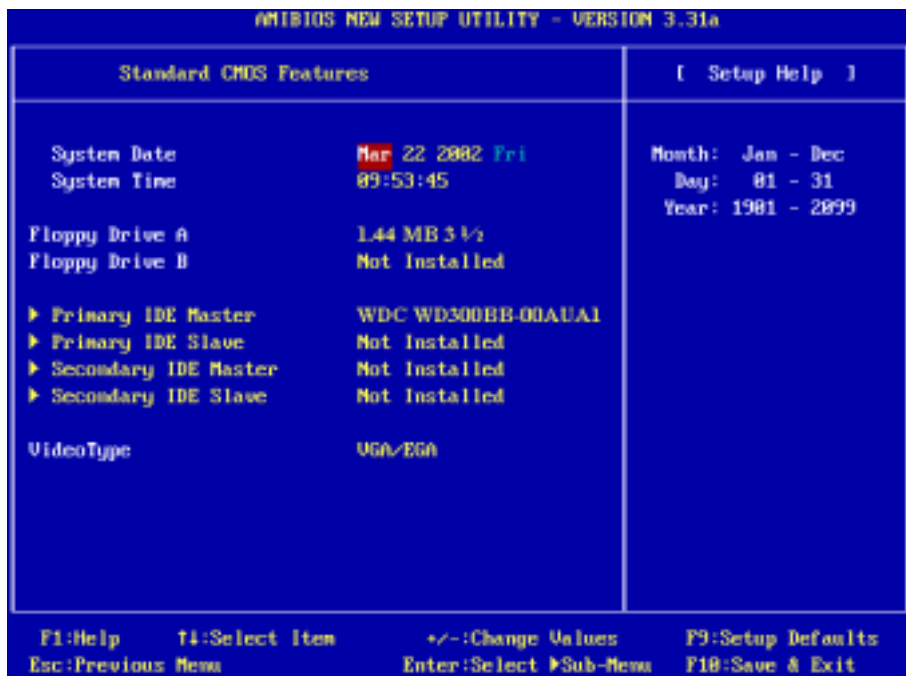 AMIBIOS NEW SETUP UTILITY - VERSION 3.31a
Standard CMOS Features
[ Setup Help ]
System Date Mar 22 2002 Fri
System Time 09:53:45
Floppy Drive A 1.44 MB 3 ½
Floppy Drive B Not Installed
▶ Primary IDE Master WDC WD300BB-00AUA1
▶ Primary IDE Slave Not Installed
▶ Secondary IDE Master Not Installed
▶ Secondary IDE Slave Not Installed
VideoType VGA/EGA
Month: Jan - Dec
Day: 01 - 31
Year: 1901 - 2099
F1:Help ↑↓:Select Item +/-:Change Values F9:Setup Defaults
Esc:Previous Menu Enter:Select ▶Sub-Menu F10:Save & Exit